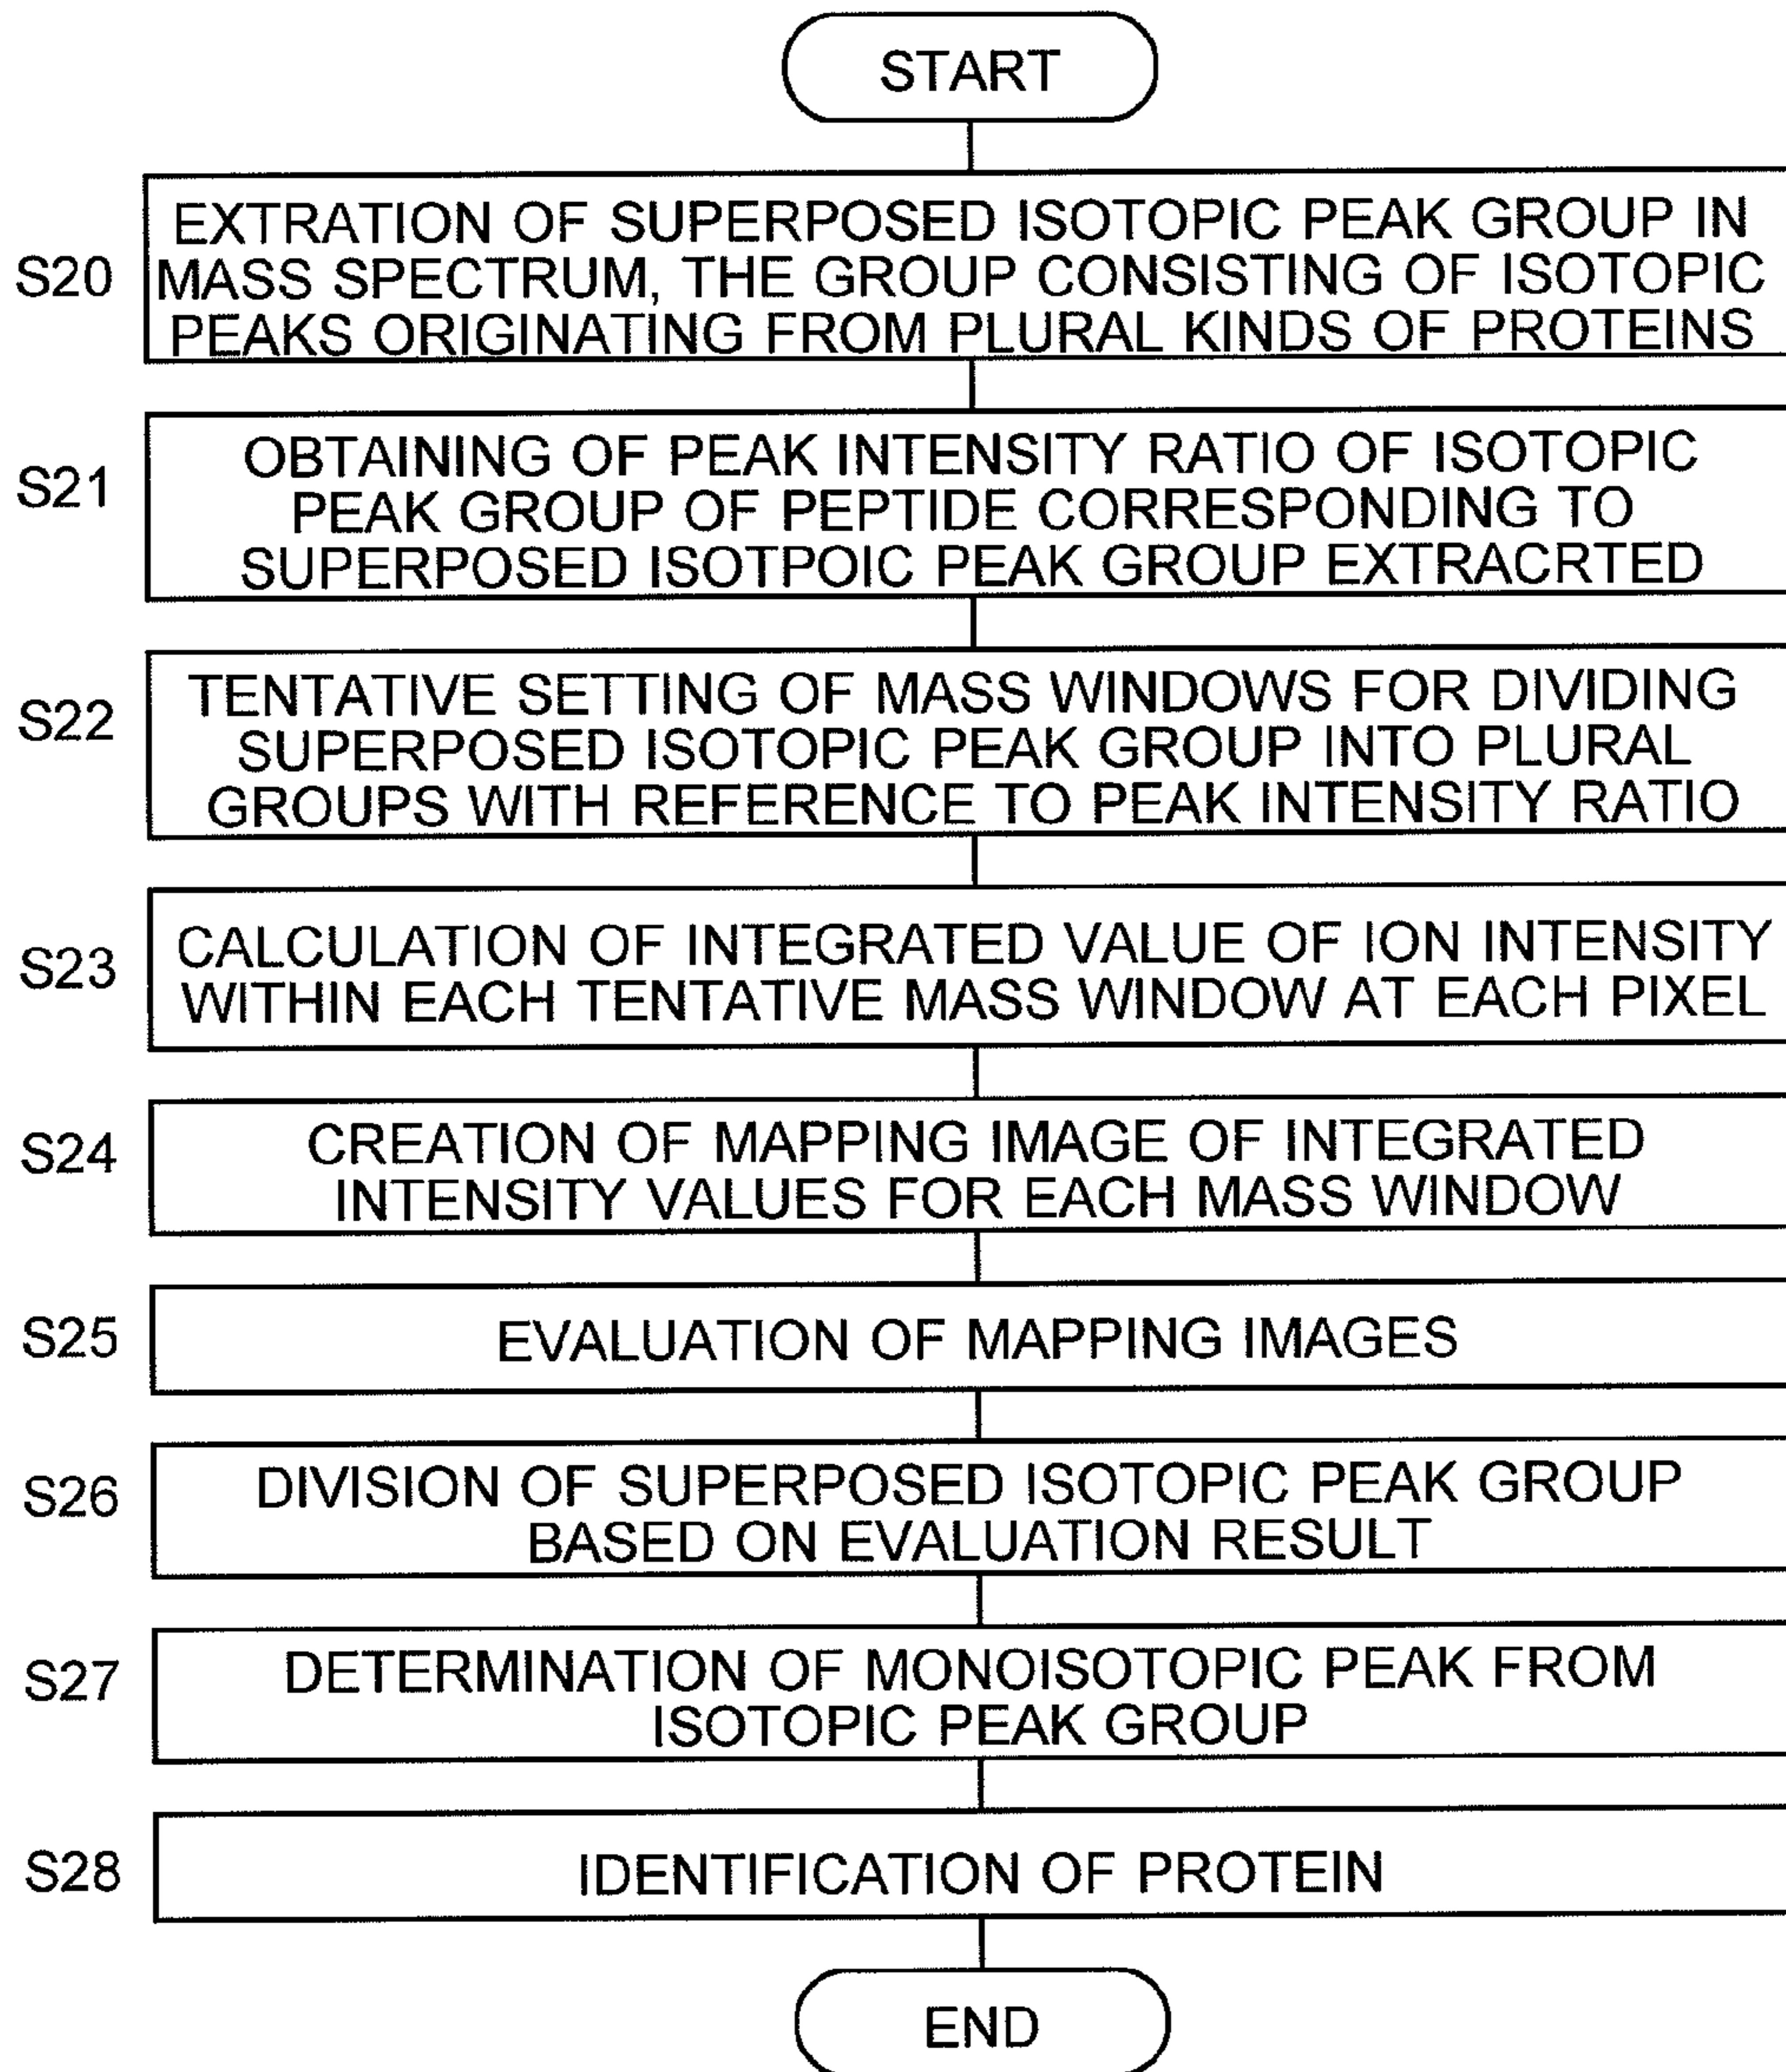 START
S20
EXTRATION OF SUPERPOSED ISOTOPIC PEAK GROUP IN
MASS SPECTRUM, THE GROUP CONSISTING OF ISOTOPIC
PEAKS ORIGINATING FROM PLURAL KINDS OF PROTEINS
S21
OBTAINING OF PEAK INTENSITY RATIO OF ISOTOPIC
PEAK GROUP OF PEPTIDE CORRESPONDING TO
SUPERPOSED ISOTPOIC PEAK GROUP EXTRACRTED
S22
TENTATIVE SETTING OF MASS WINDOWS FOR DIVIDING
SUPERPOSED ISOTOPIC PEAK GROUP INTO PLURAL
GROUPS WITH REFERENCE TO PEAK INTENSITY RATIO
S23
CALCULATION OF INTEGRATED VALUE OF ION INTENSITY
WITHIN EACH TENTATIVE MASS WINDOW AT EACH PIXEL
S24
CREATION OF MAPPING IMAGE OF INTEGRATED
INTENSITY VALUES FOR EACH MASS WINDOW
S25
EVALUATION OF MAPPING IMAGES
S26
DIVISION OF SUPERPOSED ISOTOPIC PEAK GROUP
BASED ON EVALUATION RESULT
S27
DETERMINATION OF MONOISOTOPIC PEAK FROM
ISOTOPIC PEAK GROUP
S28
IDENTIFICATION OF PROTEIN
END